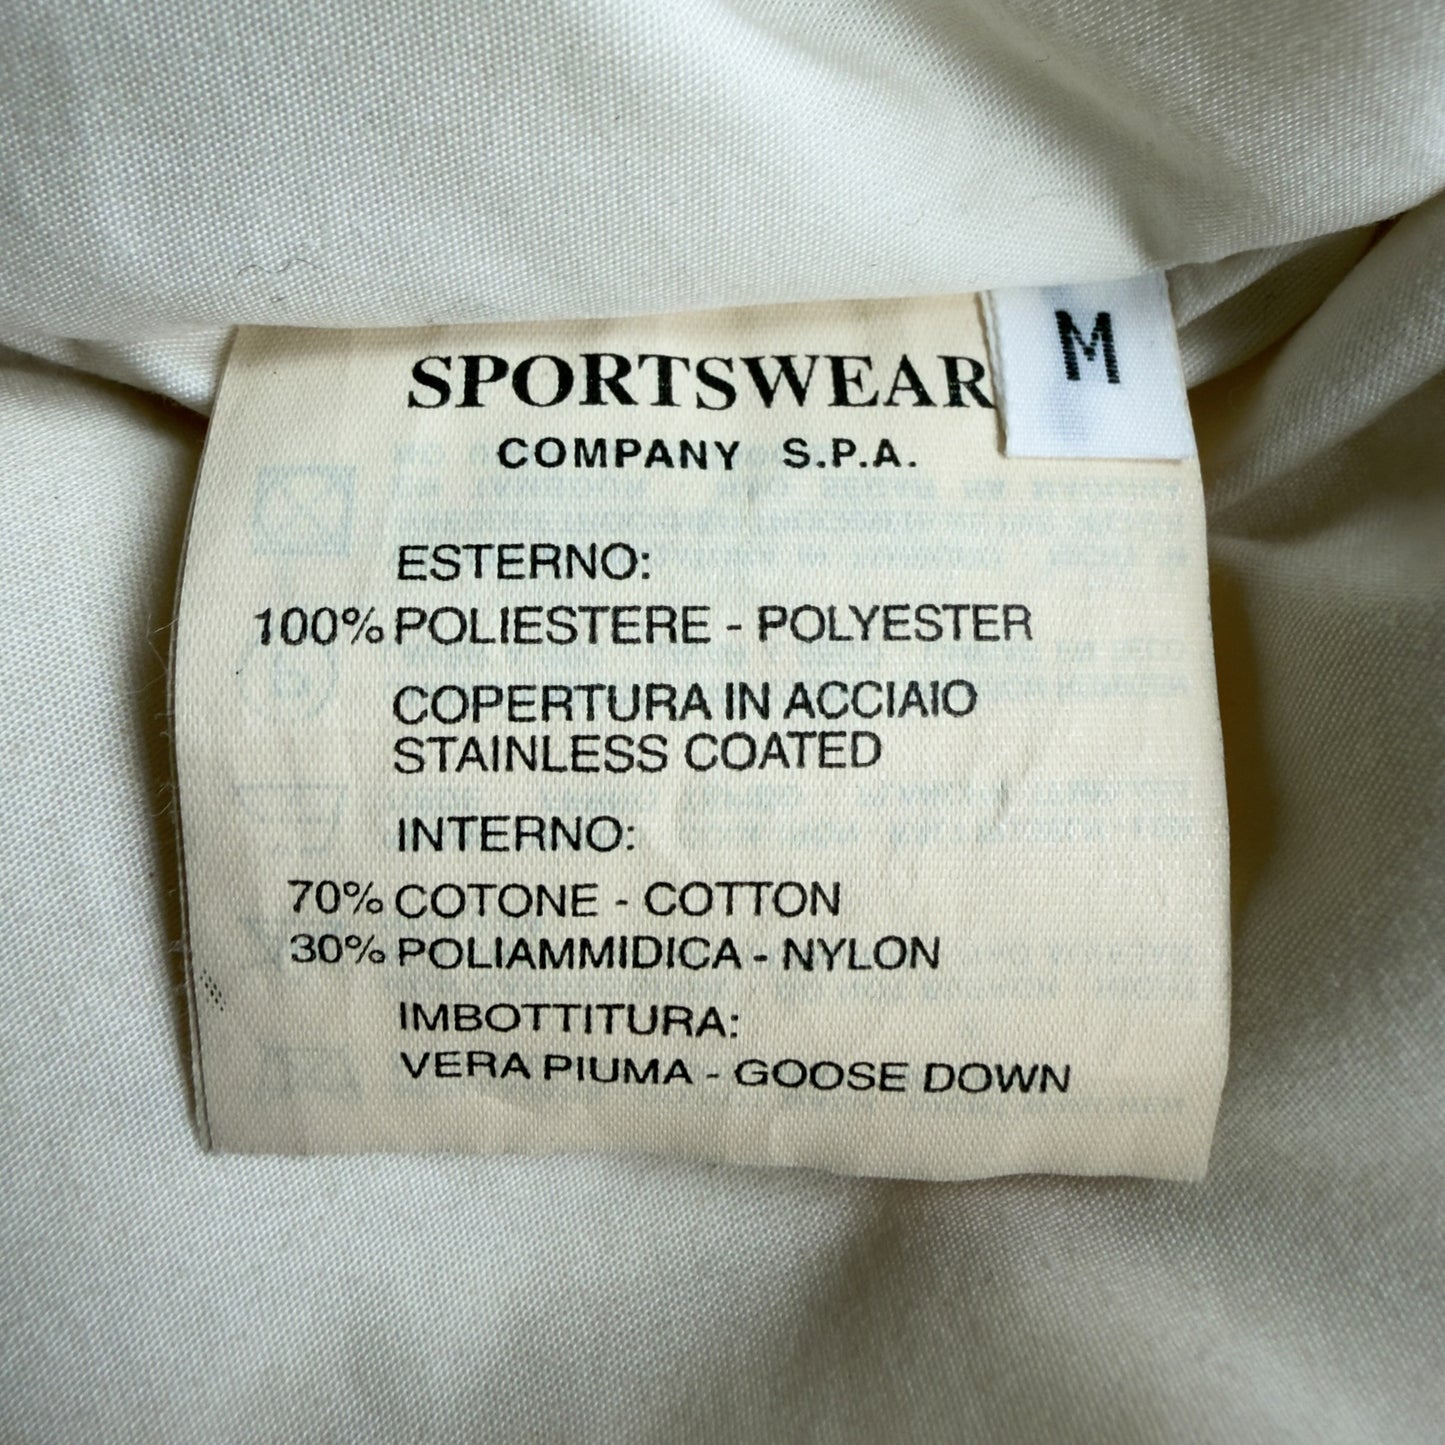 SPORTSWEAR
M
COMPANY S.P.A.
ESTERNO:
100% POLIESTERE - POLYESTER
COPERTURA IN ACCIAIO
STAINLESS COATED
INTERNO:
70% COTONE - COTTON
30% POLIAMMIDICA - NYLON
IMBOTTITURA:
VERA PIUMA - GOOSE DOWN